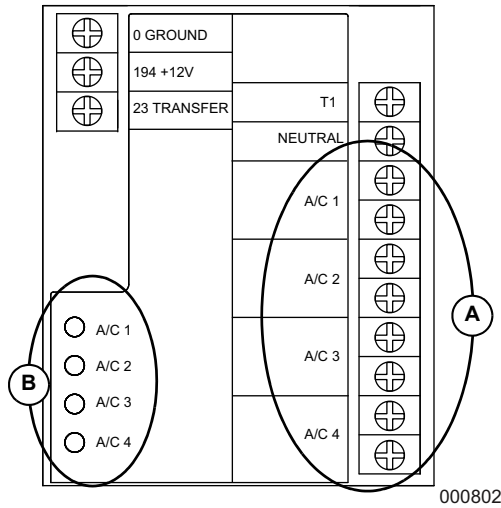 0 GROUND
194 +12V
23 TRANSFER
T1
NEUTRAL
A/C 1
A/C 2
A/C 3
A/C 4
A
A/C 1
A/C 2
A/C 3
A/C 4
B
000802